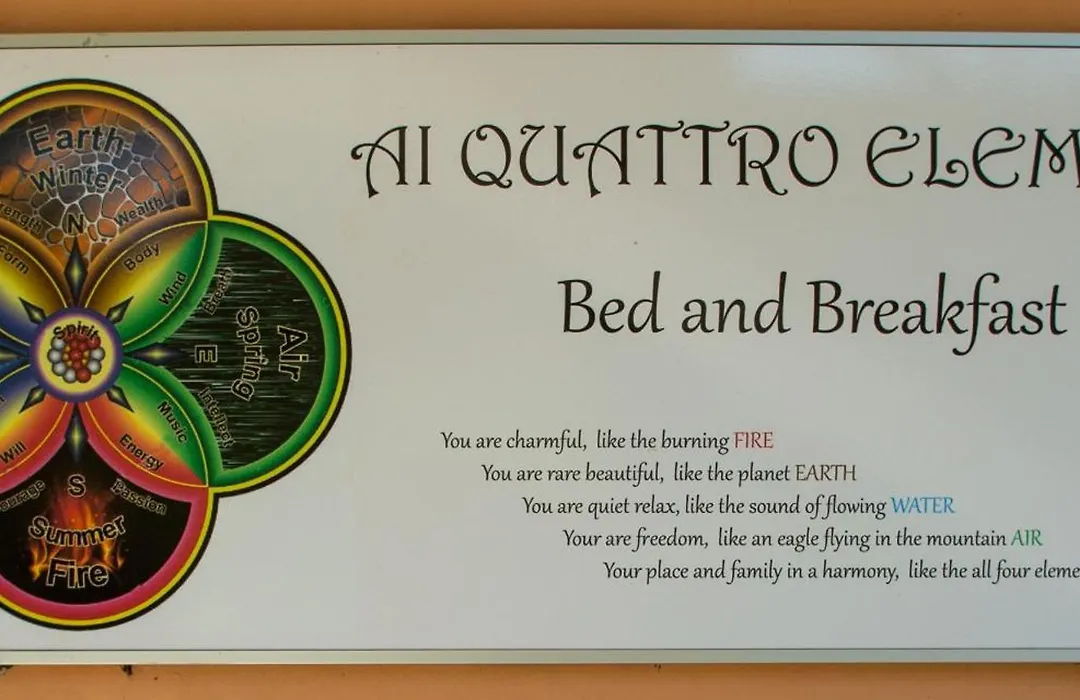 AI QUATTRO ELEM
Bed and Breakfast
You are charmful, like the burning FIRE
You are rare beautiful, like the planet EARTH
You are quiet relax, like the sound of flowing WATER
Your are freedom, like an eagle flying in the mountain AIR
Your place and family in a harmony, like the all four eleme
Earth
Winter
N
Wealth
Form
Body
Wind
Breath
Spirit
Air
Spring
E
Intellect
Music
Energy
Will
S
Passion
Summer
Fire